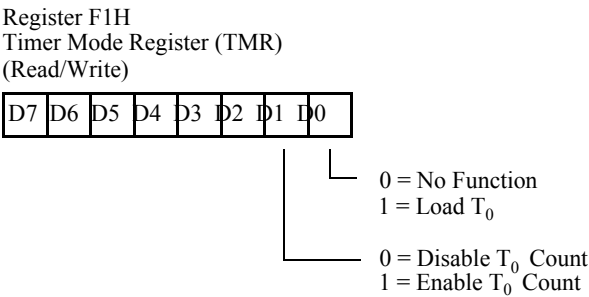 Register F1H
Timer Mode Register (TMR)
(Read/Write)
D7 D6 D5 D4 D3 D2 D1 D0
0 = No Function
1 = Load T0
0 = Disable T0 Count
1 = Enable T0 Count